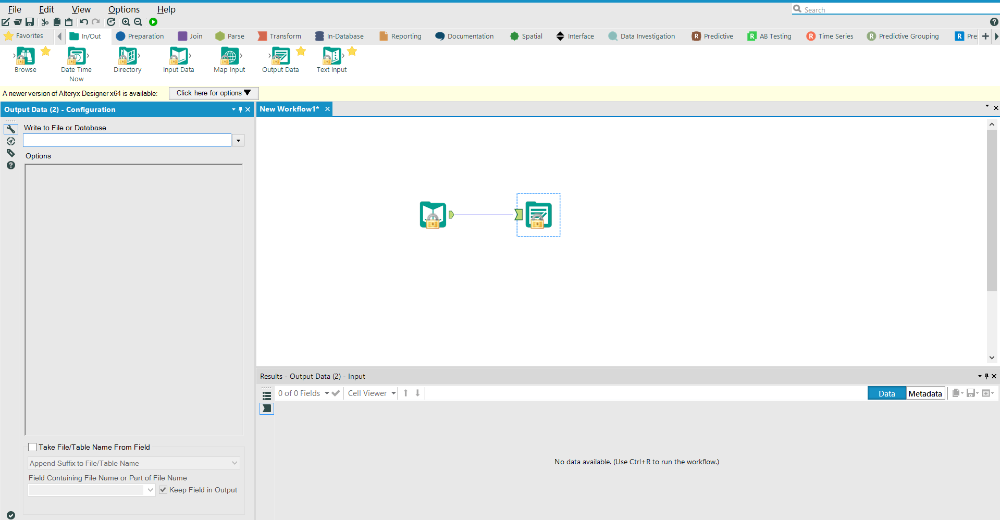 File Edit View Options Help
Search
Favorites In/Out Preparation Join Parse Transform In-Database Reporting Documentation Spatial Interface Data Investigation Predictive AB Testing Time Series Predictive Grouping Pre
Browse Date Time Now Directory Input Data Map Input Output Data Text Input
A newer version of Alteryx Designer x64 is available: Click here for options
Output Data (2) - Configuration
New Workflow1*
Write to File or Database
Options
Take File/Table Name From Field
Append Suffix to File/Table Name
Field Containing File Name or Part of File Name
Keep Field in Output
Results - Output Data (2) - Input
0 of 0 Fields Cell Viewer Data Metadata
No data available. (Use Ctrl+R to run the workflow.)